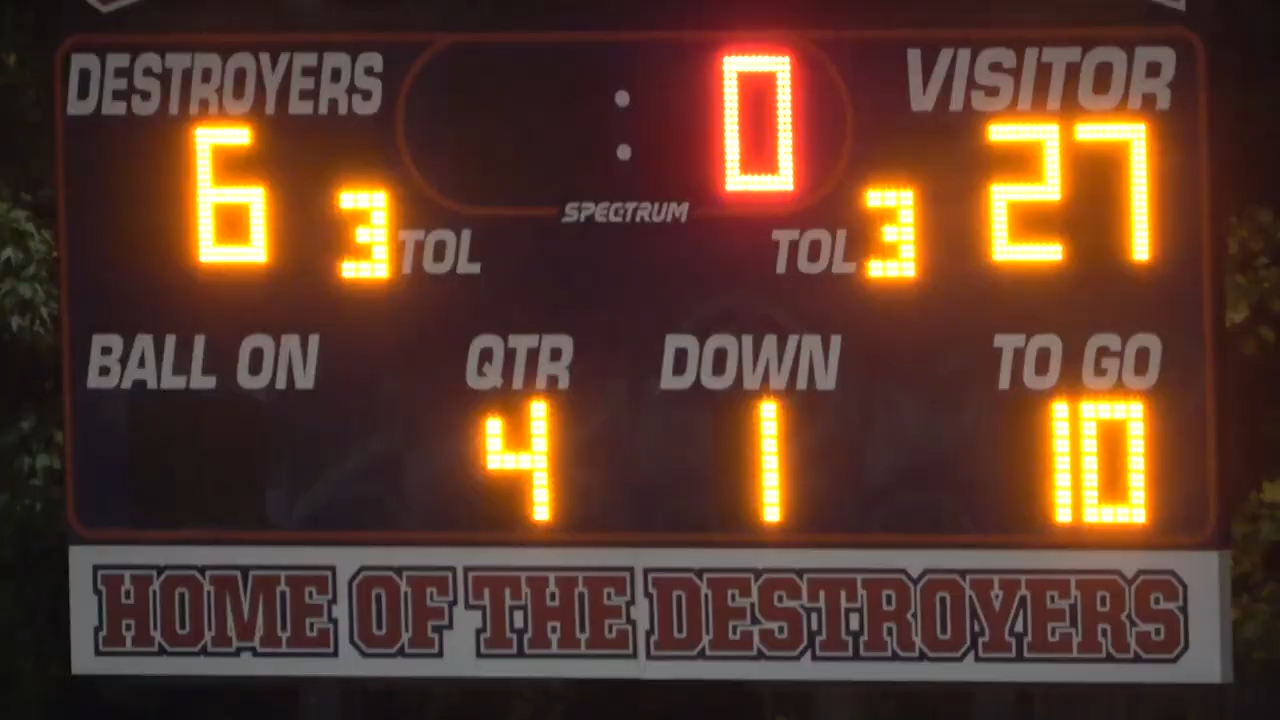 DESTROYERS : 0 VISITOR
6 3 TOL SPECTRUM TOL 3 27
BALL ON QTR DOWN TO GO
4 1 10
HOME OF THE DESTROYERS